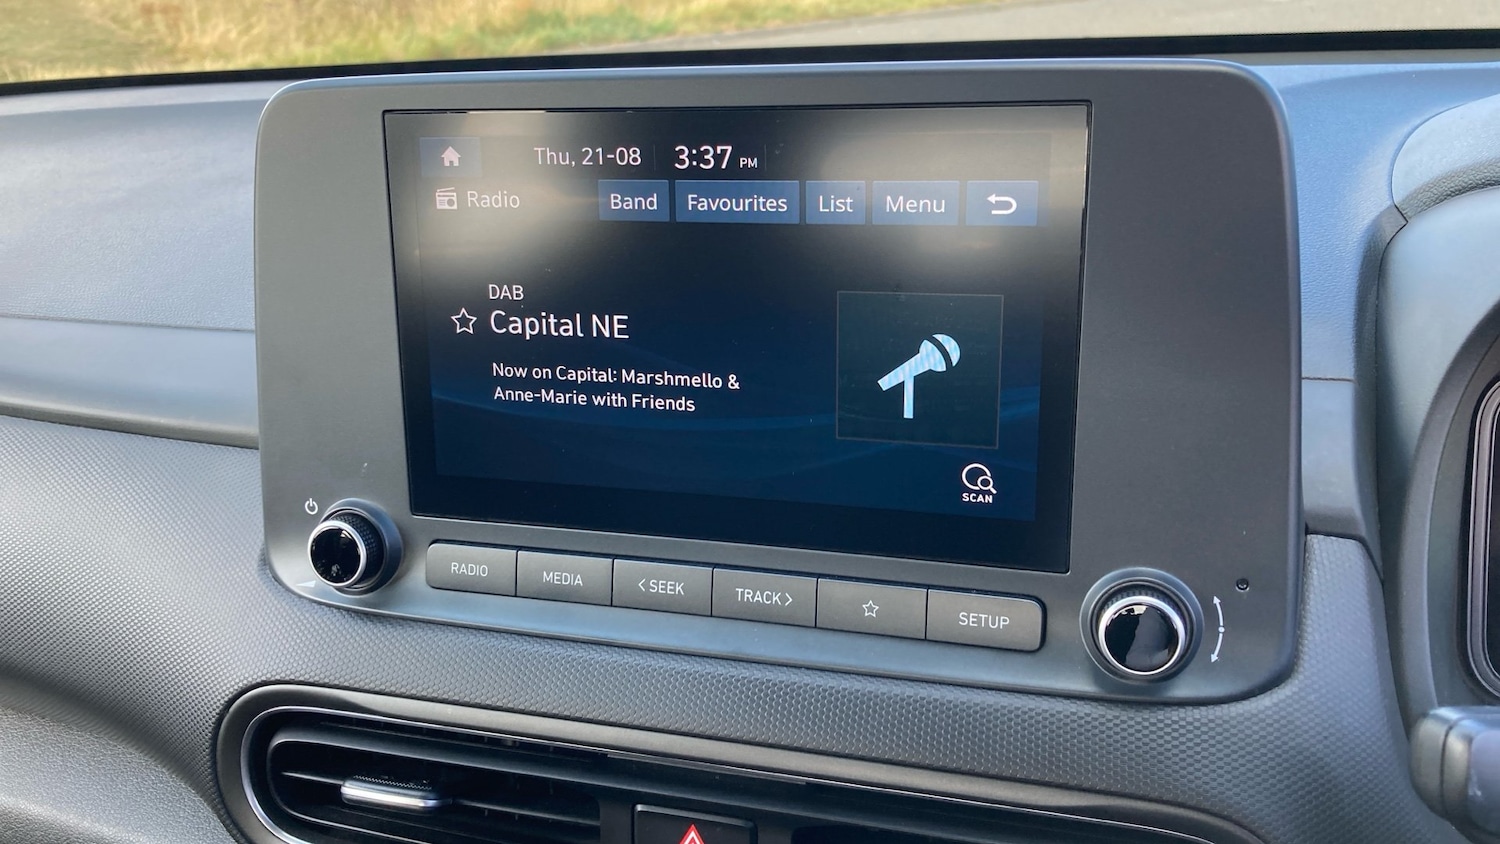 Thu, 21-08 3:37 PM
Radio Band Favourites List Menu
DAB
Capital NE
Now on Capital: Marshmello &
Anne-Marie with Friends
SCAN
RADIO MEDIA <SEEK TRACK> SETUP